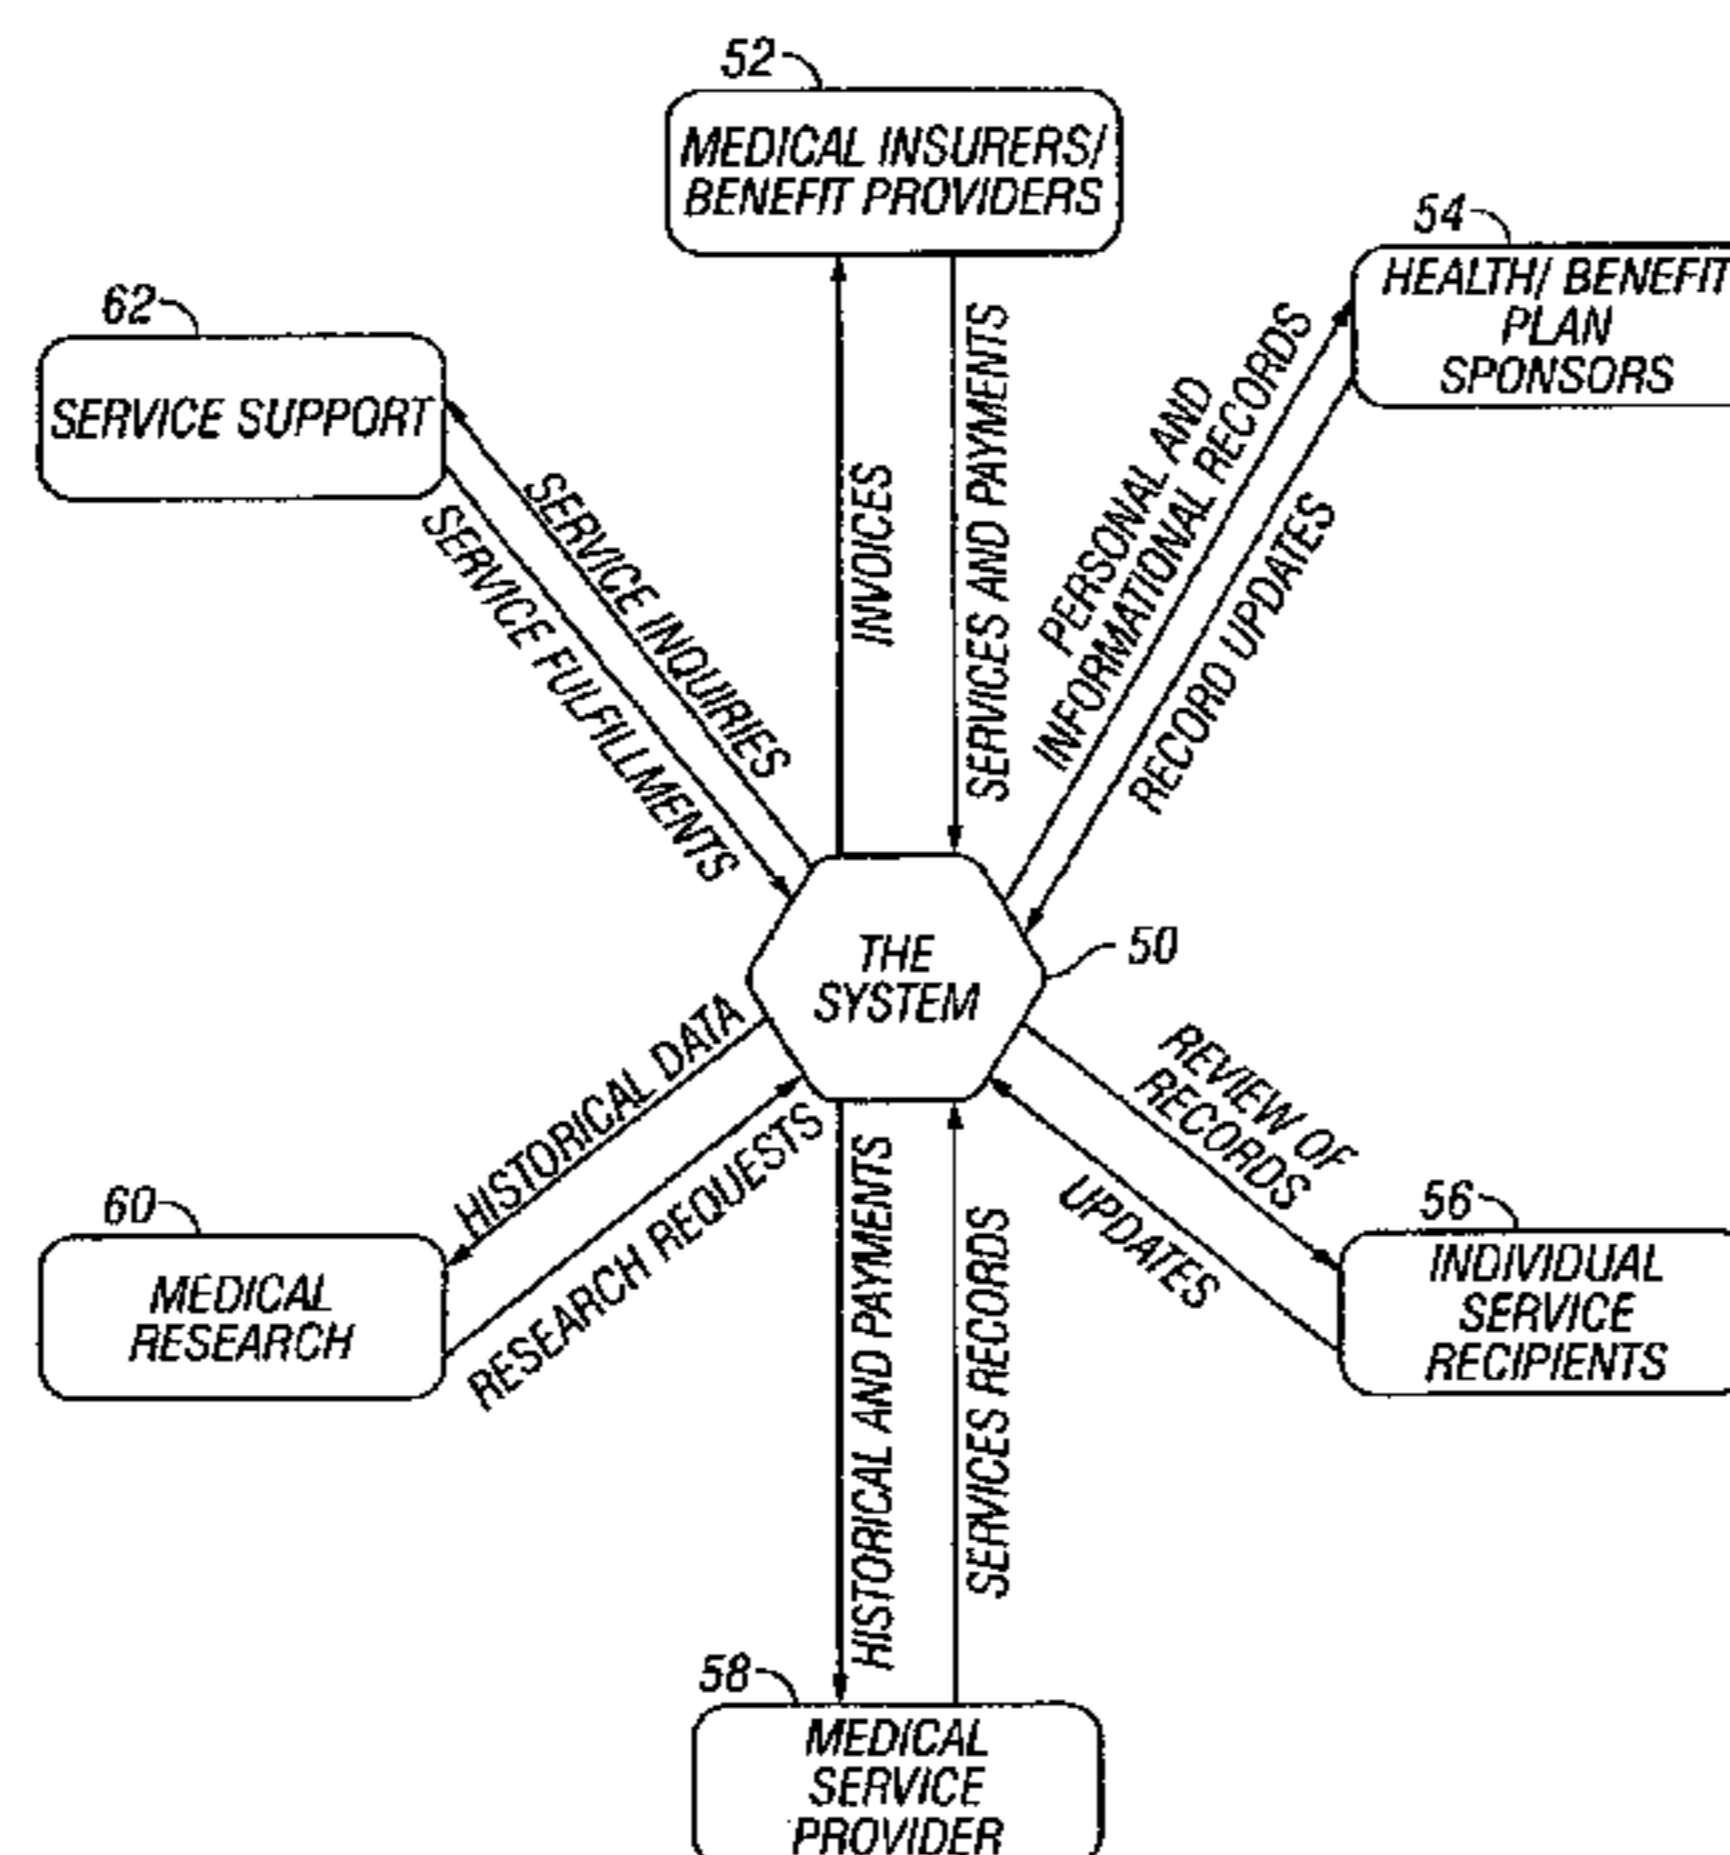 52
MEDICAL INSURERS/
BENEFIT PROVIDERS
54
HEALTH/ BENEFIT
PLAN
SPONSORS
62
SERVICE SUPPORT
SERVICE INQUIRIES
SERVICE FULFILLMENTS
INVOICES
SERVICES AND PAYMENTS
PERSONAL AND
INFORMATIONAL RECORDS
RECORD UPDATES
THE
SYSTEM
50
HISTORICAL DATA
RESEARCH REQUESTS
REVIEW OF
RECORDS
UPDATES
60
MEDICAL
RESEARCH
HISTORICAL AND PAYMENTS
SERVICES RECORDS
56
INDIVIDUAL
SERVICE
RECIPIENTS
58
MEDICAL
SERVICE
PROVIDER